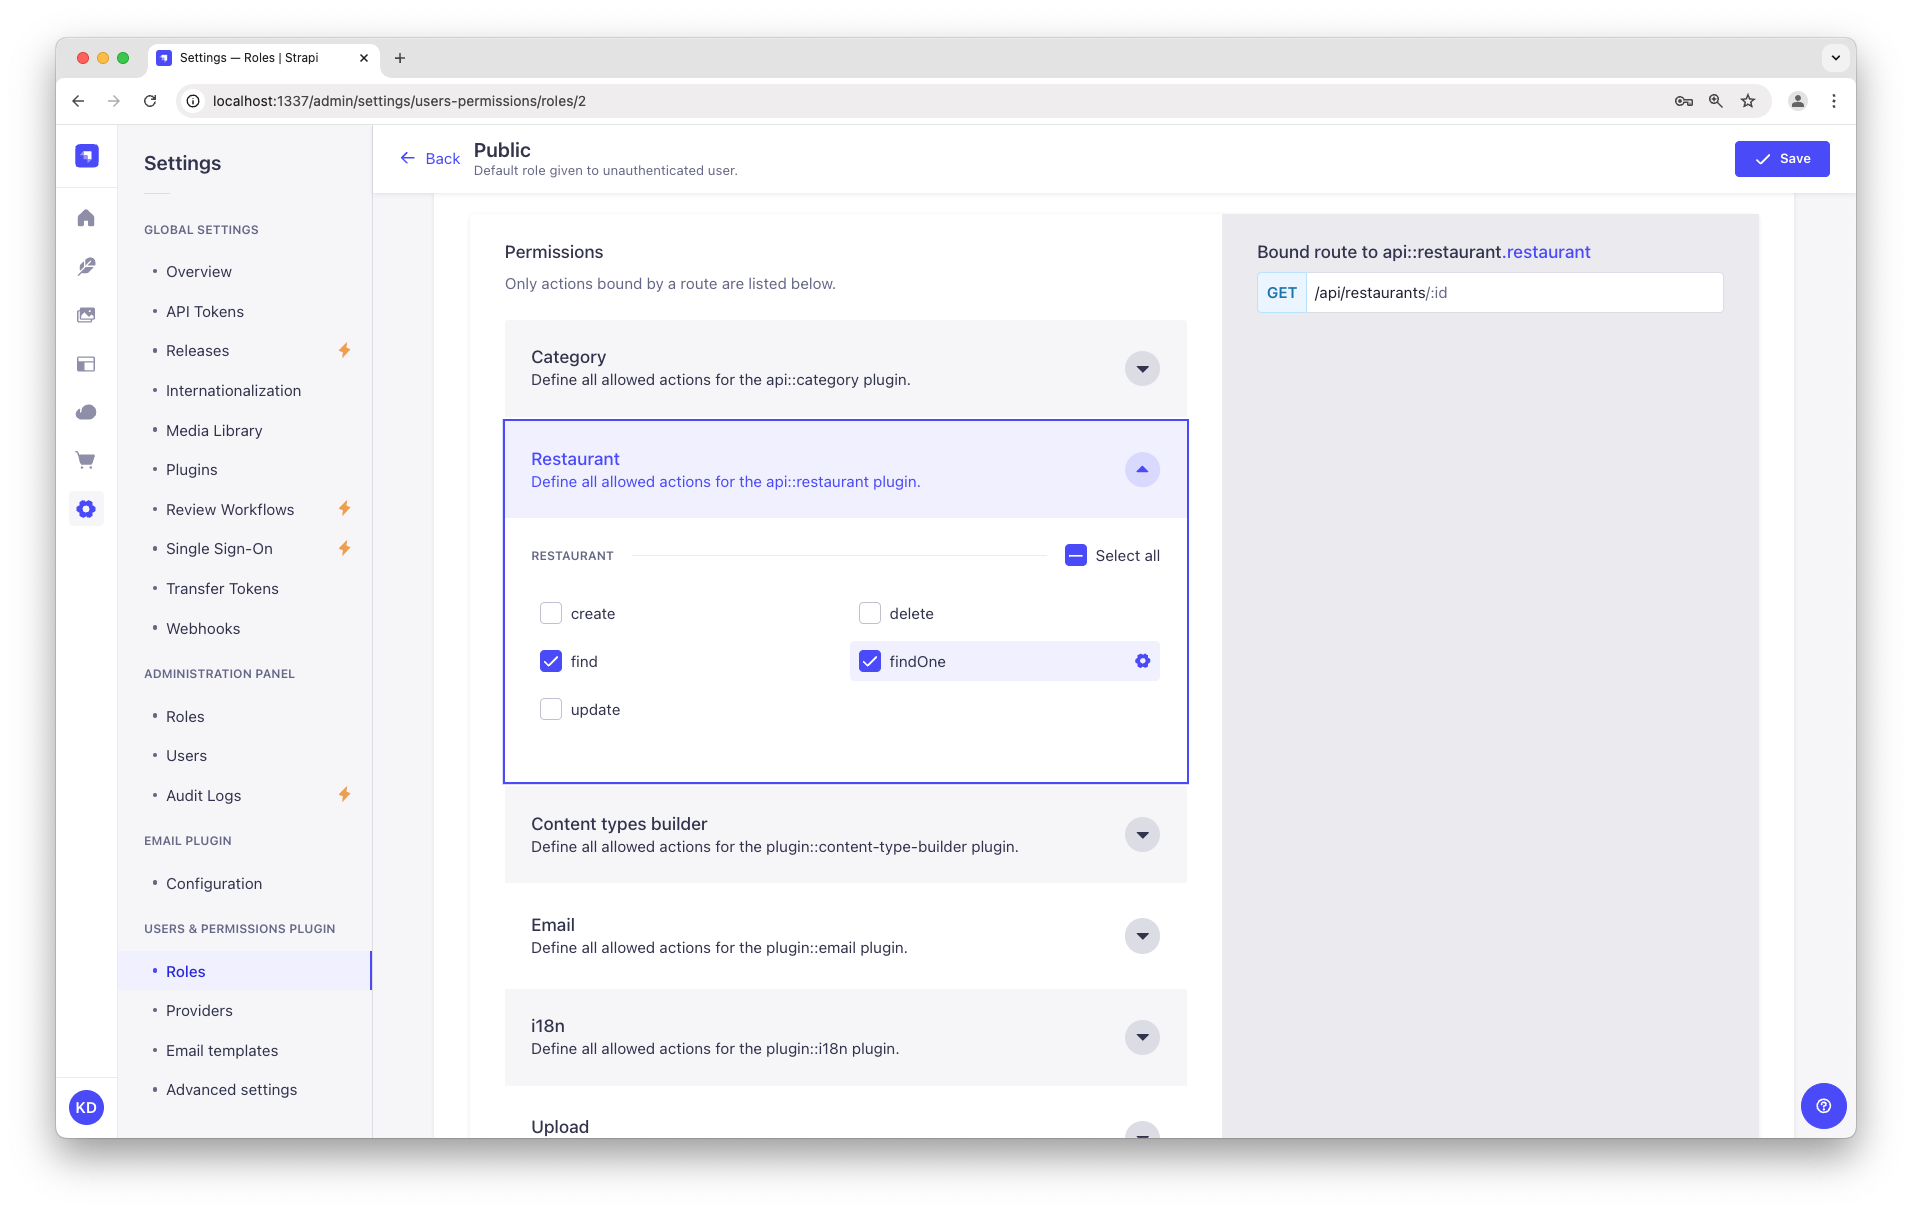 Settings — Roles | Strapi
localhost:1337/admin/settings/users-permissions/roles/2
Settings
GLOBAL SETTINGS
Overview
API Tokens
Releases
Internationalization
Media Library
Plugins
Review Workflows
Single Sign-On
Transfer Tokens
Webhooks
ADMINISTRATION PANEL
Roles
Users
Audit Logs
EMAIL PLUGIN
Configuration
USERS & PERMISSIONS PLUGIN
Roles
Providers
Email templates
Advanced settings
KD
Back
Public
Default role given to unauthenticated user.
Save
Permissions
Only actions bound by a route are listed below.
Category
Define all allowed actions for the api::category plugin.
Restaurant
Define all allowed actions for the api::restaurant plugin.
RESTAURANT
Select all
create
delete
find
findOne
update
Content types builder
Define all allowed actions for the plugin::content-type-builder plugin.
Email
Define all allowed actions for the plugin::email plugin.
i18n
Define all allowed actions for the plugin::i18n plugin.
Upload
Bound route to api::restaurant.restaurant
GET /api/restaurants/:id